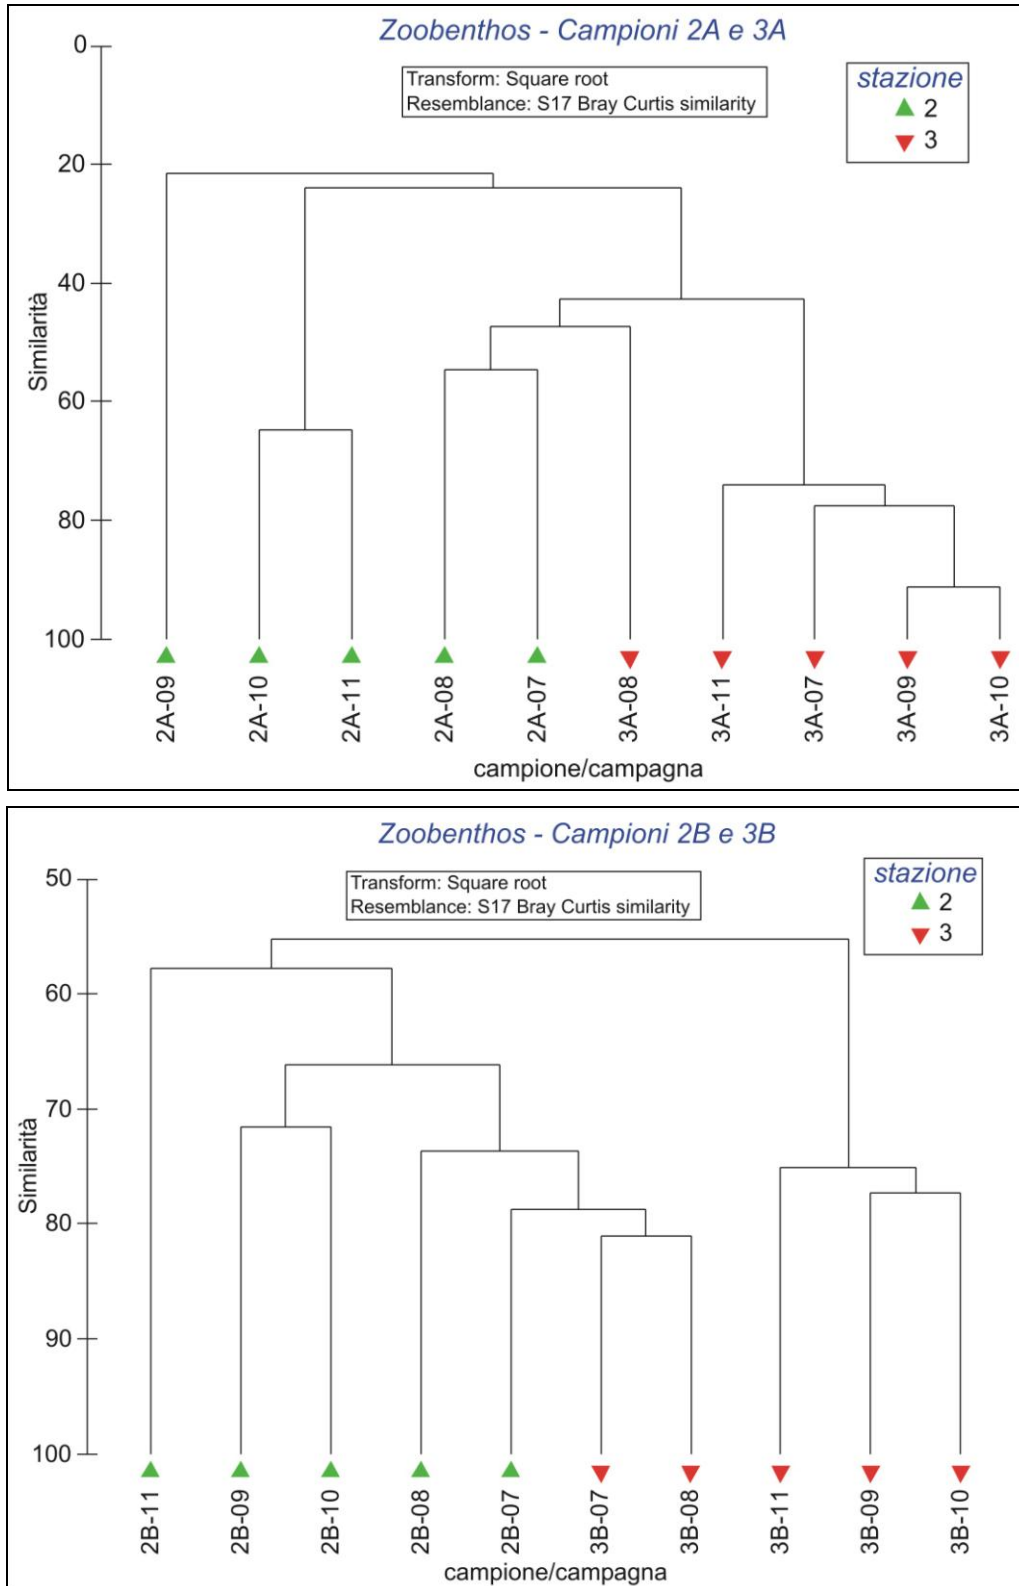 Zoobenthos - Campioni 2A e 3A
Transform: Square root
Resemblance: S17 Bray Curtis similarity
stazione
2
3
0
20
40
60
80
100
Similarità
2A-09
2A-10
2A-11
2A-08
2A-07
3A-08
3A-11
3A-07
3A-09
3A-10
campione/campagna
Zoobenthos - Campioni 2B e 3B
Transform: Square root
Resemblance: S17 Bray Curtis similarity
stazione
2
3
50
60
70
80
90
100
Similarità
2B-11
2B-09
2B-10
2B-08
2B-07
3B-07
3B-08
3B-11
3B-09
3B-10
campione/campagna